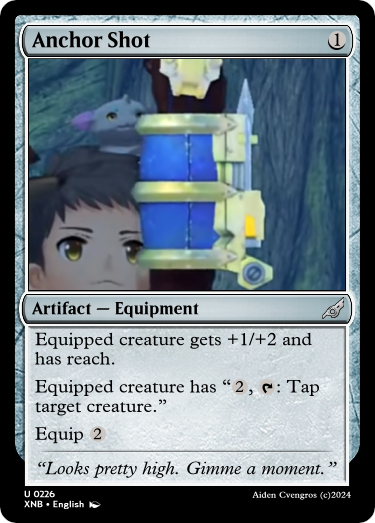 Anchor Shot 1
Artifact — Equipment
Equipped creature gets +1/+2 and
has reach.
Equipped creature has “2, : Tap
target creature.”
Equip 2
“Looks pretty high. Gimme a moment.”
U 0226
XNB • English Aiden Cvengros (c)2024